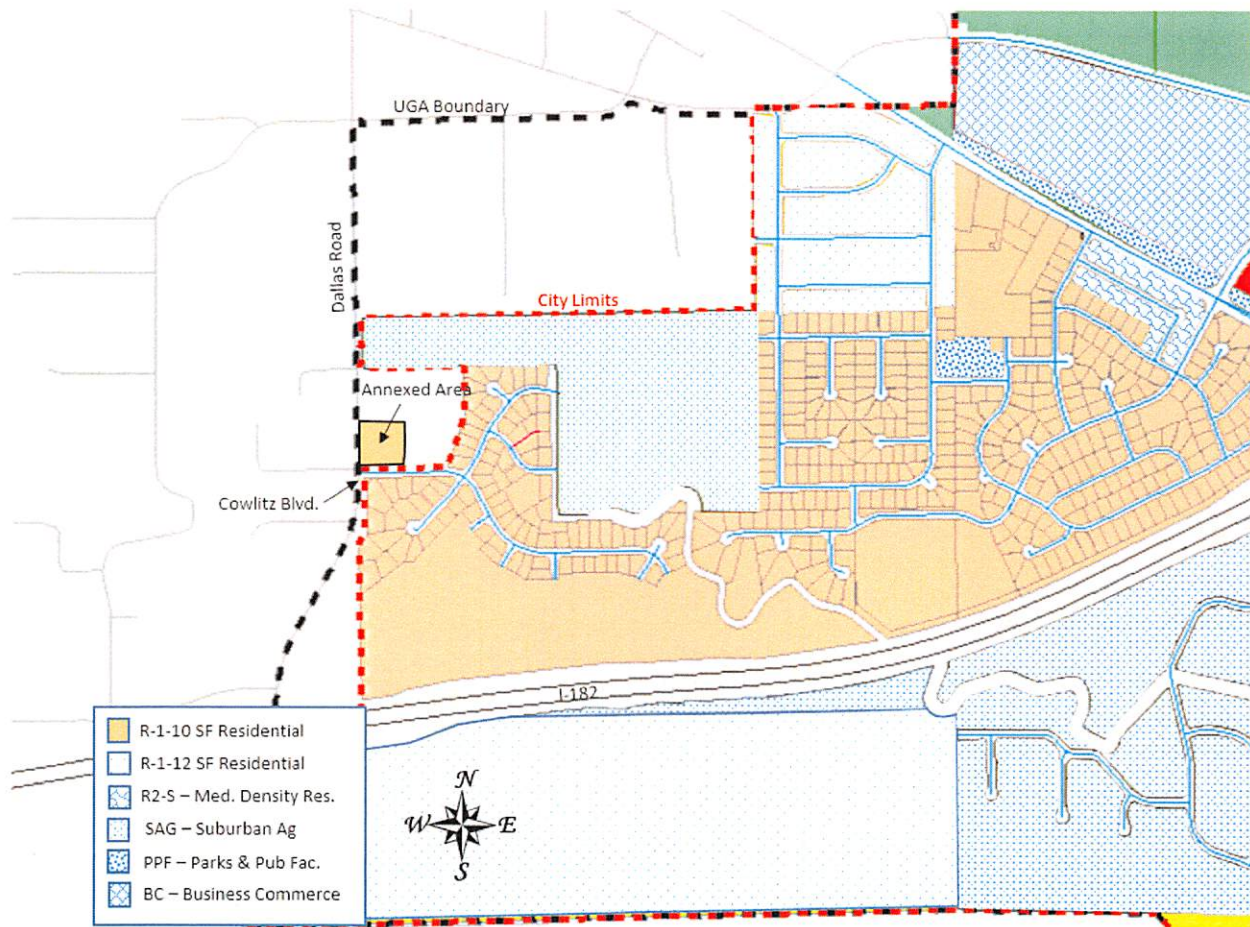 UGA Boundary
Dallas Road
City Limits
Annexed Area
Cowlitz Blvd.
I-182
R-1-10 SF Residential
R-1-12 SF Residential
R2-S – Med. Density Res.
SAG – Suburban Ag
PPF – Parks & Pub Fac.
BC – Business Commerce
N
W E
S